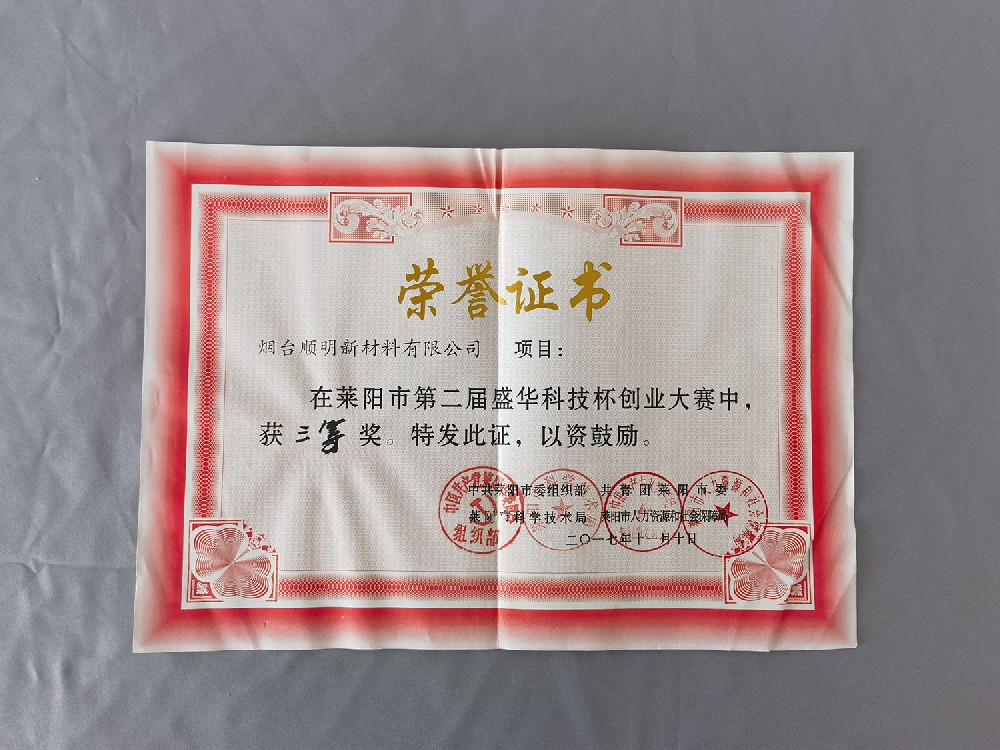 荣誉证书
烟台顺明新材料有限公司 项目：
在莱阳市第二届盛华科技杯创业大赛中，
获 三等 奖。特发此证，以资鼓励。
中共莱阳市委组织部 共青团莱阳市委
莱阳市科学技术局 莱阳市人力资源和社会保障局
二〇一七年十一月十日
组织部